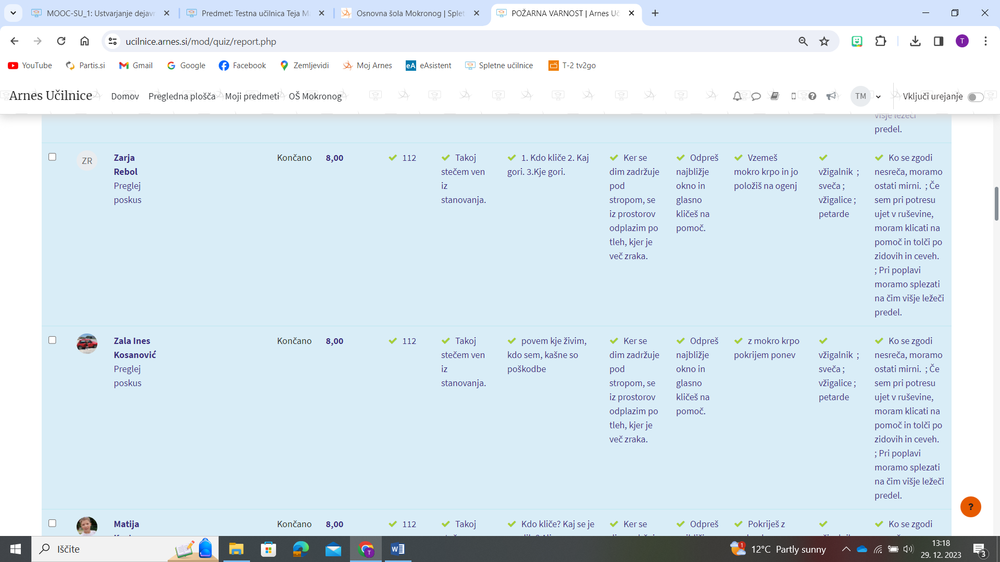 MOOC-SU_1: Ustvarjanje dejavn
Predmet: Testna učilnica Teja Ma
Osnovna šola Mokronog | Splet
POŽARNA VARNOST | Arnes Uč
ucilnice.arnes.si/mod/quiz/report.php
T
YouTube Partis.si Gmail Google Facebook Zemljevidi Moj Arnes eA eAsistent Spletne učilnice T-2 tv2go
Arnes Učilnice Domov Pregledna plošča Moji predmeti OŠ Mokronog TM Vključi urejanje
višje ležeči
predel.
ZR
Zarja
Rebol
Preglej
poskus
Končano
8,00
112
Takoj
stečem ven
iz
stanovanja.
1. Kdo kliče 2. Kaj
gori. 3.Kje gori.
Ker se
dim zadržuje
pod
stropom, se
iz prostorov
odplazim po
tleh, kjer je
več zraka.
Odpreš
najbližje
okno in
glasno
kličeš na
pomoč.
Vzemeš
mokro krpo in jo
položiš na ogenj
vžigalnik ;
sveča ;
vžigalice ;
petarde
Ko se zgodi
nesreča, moramo
ostati mirni. ; Če
sem pri potresu
ujet v ruševine,
moram klicati na
pomoč in tolči po
zidovih in ceveh.
; Pri poplavi
moramo splezati
na čim višje ležeči
predel.
Zala Ines
Kosanović
Preglej
poskus
Končano
8,00
112
Takoj
stečem ven
iz
stanovanja.
povem kje živim,
kdo sem, kašne so
poškodbe
Ker se
dim zadržuje
pod
stropom, se
iz prostorov
odplazim po
tleh, kjer je
več zraka.
Odpreš
najbližje
okno in
glasno
kličeš na
pomoč.
z mokro krpo
pokrijem ponev
vžigalnik ;
sveča ;
vžigalice ;
petarde
Ko se zgodi
nesreča, moramo
ostati mirni. ; Če
sem pri potresu
ujet v ruševine,
moram klicati na
pomoč in tolči po
zidovih in ceveh.
; Pri poplavi
moramo splezati
na čim višje ležeči
predel.
Matija
Končano
8,00
112
Takoj
Kdo kliče? Kaj se je
Ker se
Odpreš
Pokriješ z
Ko se zgodi
?
Iščite
1
12°C Partly sunny
13:18
29. 12. 2023
3